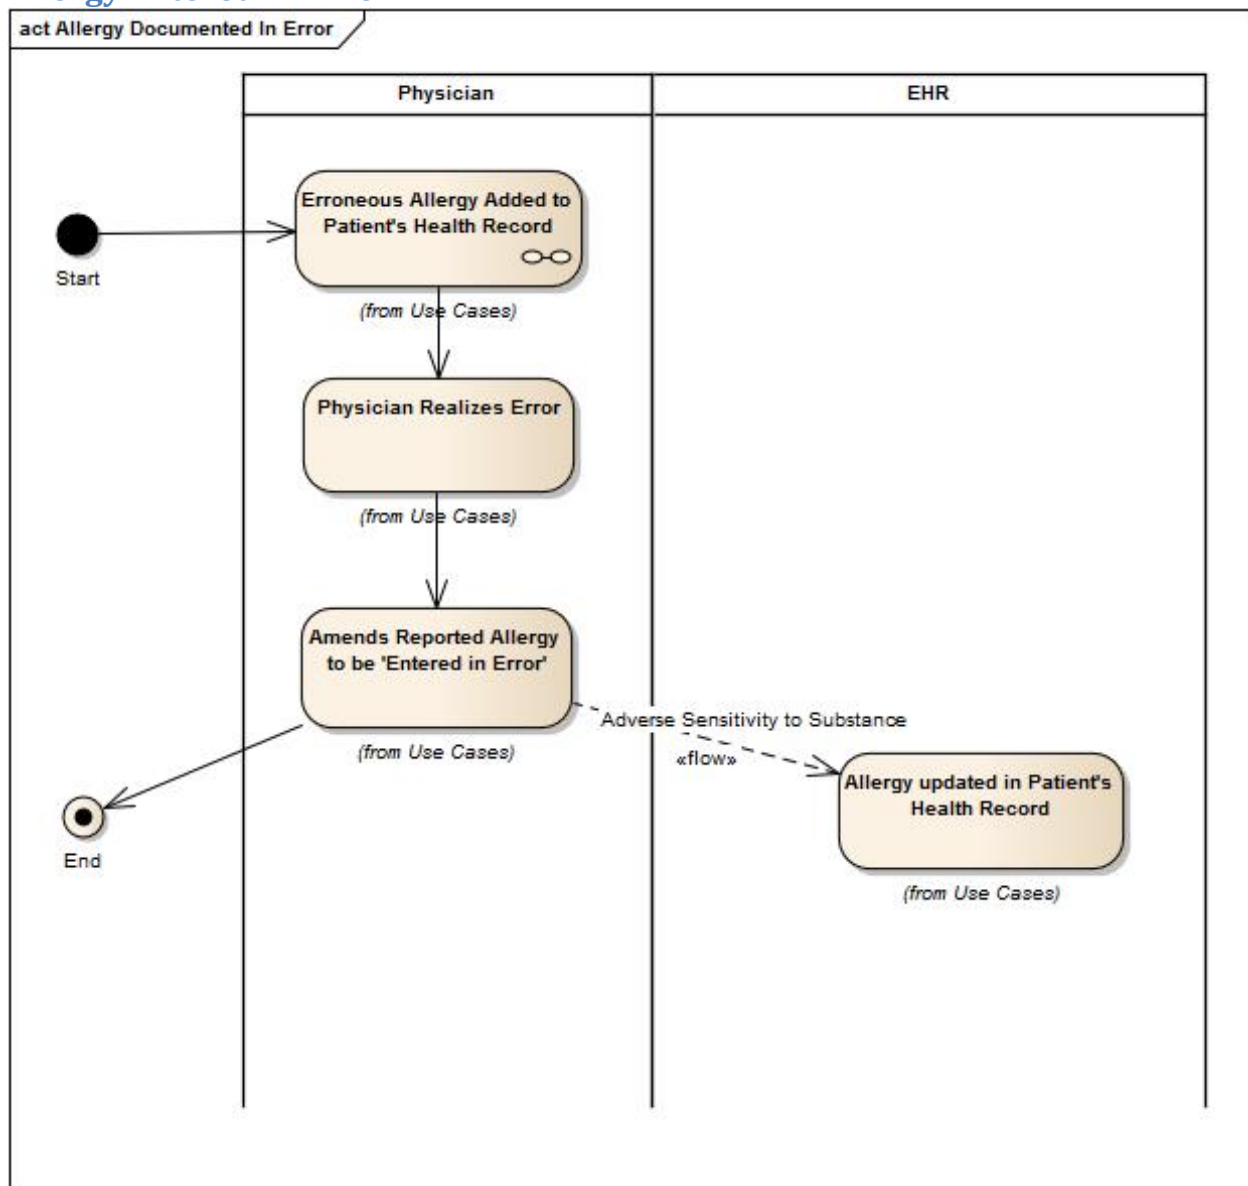 act Allergy Documented In Error
Physician
EHR
Erroneous Allergy Added to
Patient's Health Record
Start
(from Use Cases)
Physician Realizes Error
(from Use Cases)
Amends Reported Allergy
to be 'Entered in Error'
Adverse Sensitivity to Substance
(from Use Cases)
«flow»
Allergy updated in Patient's
Health Record
End
(from Use Cases)